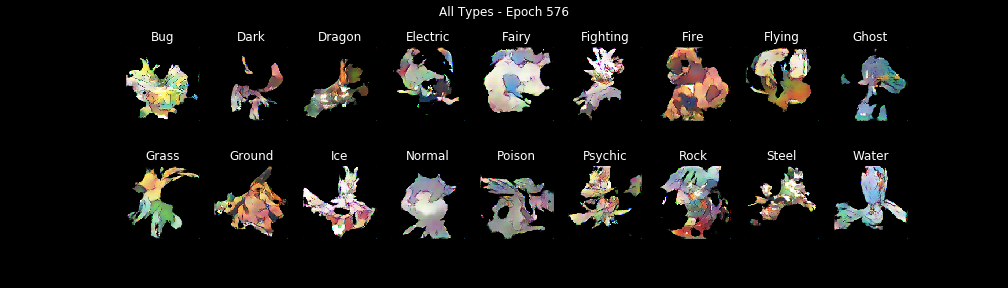 All Types - Epoch 576
Bug Dark Dragon Electric Fairy Fighting Fire Flying Ghost
Grass Ground Ice Normal Poison Psychic Rock Steel Water